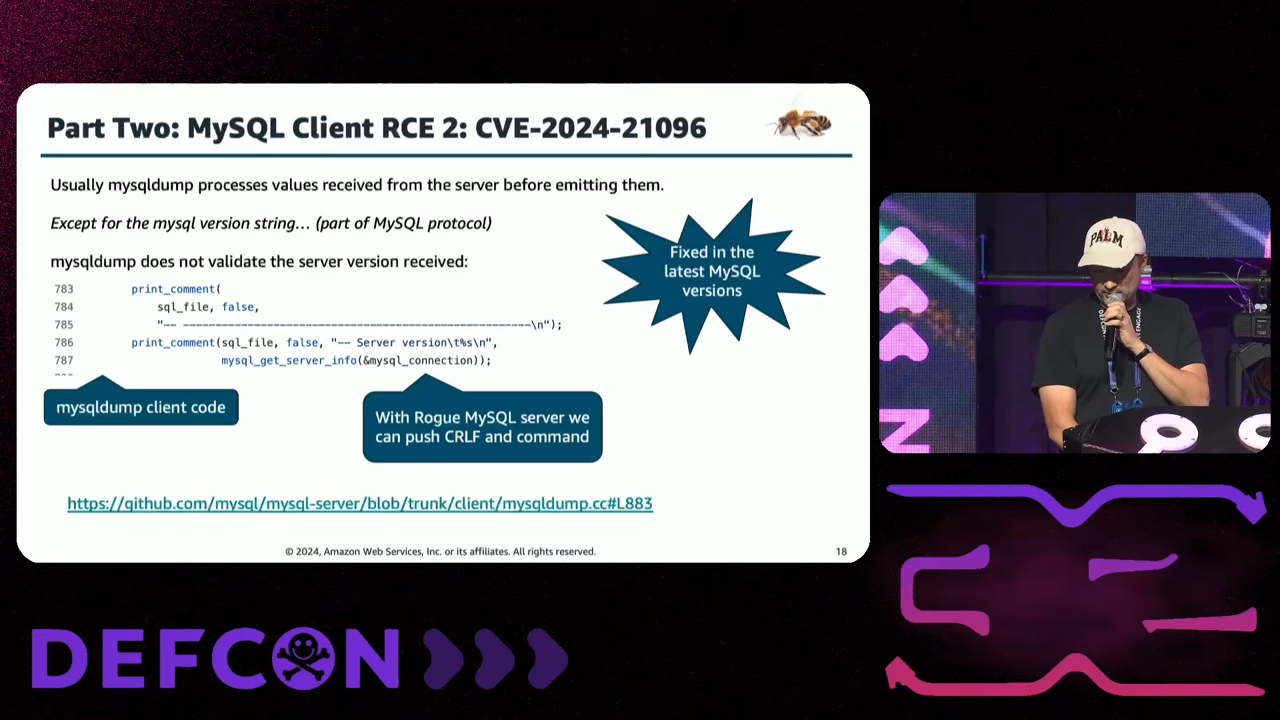 Part Two: MySQL Client RCE 2: CVE-2024-21096
Usually mysqldump processes values received from the server before emitting them.
Except for the mysql version string... (part of MySQL protocol)
mysqldump does not validate the server version received:
783 print_comment(
784 sql_file, false,
785 "-- ------------------------------------------------------\n");
786 print_comment(sql_file, false, "-- Server version\t%s\n",
787 mysql_get_server_info(&mysql_connection));
Fixed in the
latest MySQL
versions
mysqldump client code
With Rogue MySQL server we
can push CRLF and command
https://github.com/mysql/mysql-server/blob/trunk/client/mysqldump.cc#L883
© 2024, Amazon Web Services, Inc. or its affiliates. All rights reserved.
18
PALM
DEFCON